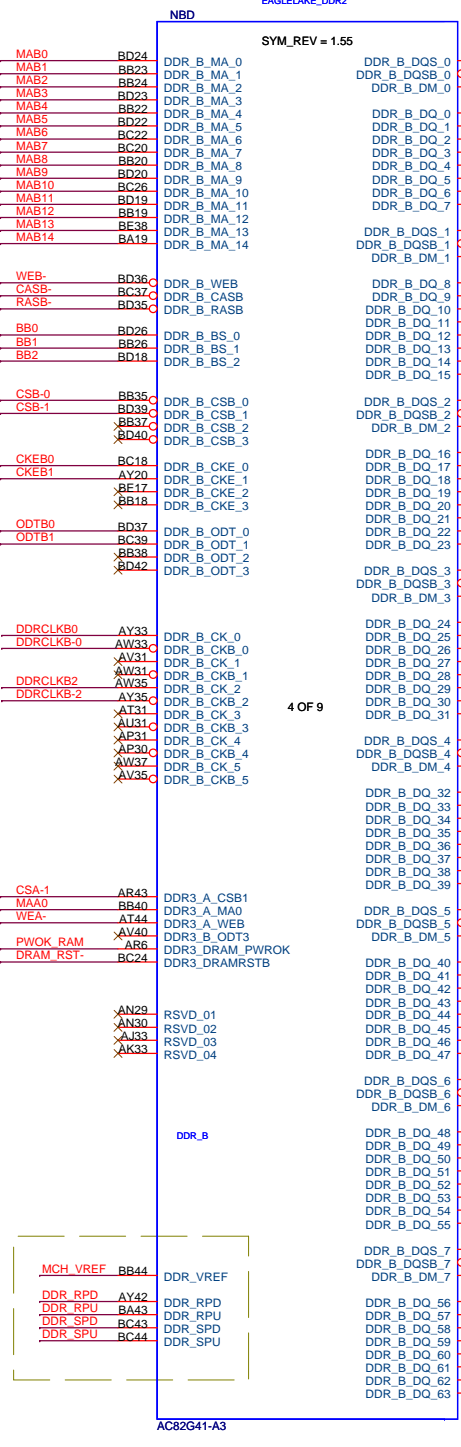 EAGLELAKE_DDR2
NBD
SYM_REV = 1.55
MAB0 BD24 DDR_B_MA_0 DDR_B_DQS_0
MAB1 BB23 DDR_B_MA_1 DDR_B_DQSB_0
MAB2 BB24 DDR_B_MA_2 DDR_B_DM_0
MAB3 BD23 DDR_B_MA_3
MAB4 BB22 DDR_B_MA_4 DDR_B_DQ_0
MAB5 BD22 DDR_B_MA_5 DDR_B_DQ_1
MAB6 BC22 DDR_B_MA_6 DDR_B_DQ_2
MAB7 BC20 DDR_B_MA_7 DDR_B_DQ_3
MAB8 BB20 DDR_B_MA_8 DDR_B_DQ_4
MAB9 BD20 DDR_B_MA_9 DDR_B_DQ_5
MAB10 BC26 DDR_B_MA_10 DDR_B_DQ_6
MAB11 BD19 DDR_B_MA_11 DDR_B_DQ_7
MAB12 BB19 DDR_B_MA_12
MAB13 BE38 DDR_B_MA_13 DDR_B_DQS_1
MAB14 BA19 DDR_B_MA_14 DDR_B_DQSB_1
DDR_B_DM_1
WEB- BD36 DDR_B_WEB DDR_B_DQ_8
CASB- BC37 DDR_B_CASB DDR_B_DQ_9
RASB- BD35 DDR_B_RASB DDR_B_DQ_10
DDR_B_DQ_11
BB0 BD26 DDR_B_BS_0 DDR_B_DQ_12
BB1 BB26 DDR_B_BS_1 DDR_B_DQ_13
BB2 BD18 DDR_B_BS_2 DDR_B_DQ_14
DDR_B_DQ_15
CSB-0 BB35 DDR_B_CSB_0 DDR_B_DQS_2
CSB-1 BD39 DDR_B_CSB_1 DDR_B_DQSB_2
BB37 DDR_B_CSB_2 DDR_B_DM_2
BD40 DDR_B_CSB_3
DDR_B_DQ_16
CKEB0 BC18 DDR_B_CKE_0 DDR_B_DQ_17
CKEB1 AY20 DDR_B_CKE_1 DDR_B_DQ_18
BE17 DDR_B_CKE_2 DDR_B_DQ_19
BB18 DDR_B_CKE_3 DDR_B_DQ_20
DDR_B_DQ_21
ODTB0 BD37 DDR_B_ODT_0 DDR_B_DQ_22
ODTB1 BC39 DDR_B_ODT_1 DDR_B_DQ_23
BB38 DDR_B_ODT_2
BD42 DDR_B_ODT_3 DDR_B_DQS_3
DDR_B_DQSB_3
DDR_B_DM_3
DDR_B_DQ_24
DDRCLKB0 AY33 DDR_B_CK_0 DDR_B_DQ_25
DDRCLKB-0 AW33 DDR_B_CKB_0 DDR_B_DQ_26
AV31 DDR_B_CK_1 DDR_B_DQ_27
AW31 DDR_B_CKB_1 DDR_B_DQ_28
DDRCLKB2 AW35 DDR_B_CK_2 DDR_B_DQ_29
DDRCLKB-2 AY35 DDR_B_CKB_2 DDR_B_DQ_30
AT31 DDR_B_CK_3 4 OF 9 DDR_B_DQ_31
AU31 DDR_B_CKB_3
AP31 DDR_B_CK_4 DDR_B_DQS_4
AP30 DDR_B_CKB_4 DDR_B_DQSB_4
AW37 DDR_B_CK_5 DDR_B_DM_4
AV35 DDR_B_CKB_5
DDR_B_DQ_32
DDR_B_DQ_33
DDR_B_DQ_34
DDR_B_DQ_35
DDR_B_DQ_36
DDR_B_DQ_37
DDR_B_DQ_38
DDR_B_DQ_39
CSA-1 AR43 DDR3_A_CSB1
MAA0 BB40 DDR3_A_MA0 DDR_B_DQS_5
WEA- AT44 DDR3_A_WEB DDR_B_DQSB_5
AV40 DDR3_B_ODT3 DDR_B_DM_5
PWOK_RAM AR6 DDR3_DRAM_PWROK
DRAM_RST- BC24 DDR3_DRAMRSTB DDR_B_DQ_40
DDR_B_DQ_41
DDR_B_DQ_42
DDR_B_DQ_43
AN29 RSVD_01 DDR_B_DQ_44
AN30 RSVD_02 DDR_B_DQ_45
AJ33 RSVD_03 DDR_B_DQ_46
AK33 RSVD_04 DDR_B_DQ_47
DDR_B_DQS_6
DDR_B_DQSB_6
DDR_B_DM_6
DDR_B DDR_B_DQ_48
DDR_B_DQ_49
DDR_B_DQ_50
DDR_B_DQ_51
DDR_B_DQ_52
DDR_B_DQ_53
DDR_B_DQ_54
DDR_B_DQ_55
DDR_B_DQS_7
DDR_B_DQSB_7
MCH_VREF BB44 DDR_VREF DDR_B_DM_7
DDR_RPD AY42 DDR_RPD DDR_B_DQ_56
DDR_RPU BA43 DDR_RPU DDR_B_DQ_57
DDR_SPD BC43 DDR_SPD DDR_B_DQ_58
DDR_SPU BC44 DDR_SPU DDR_B_DQ_59
DDR_B_DQ_60
DDR_B_DQ_61
DDR_B_DQ_62
DDR_B_DQ_63
AC82G41-A3